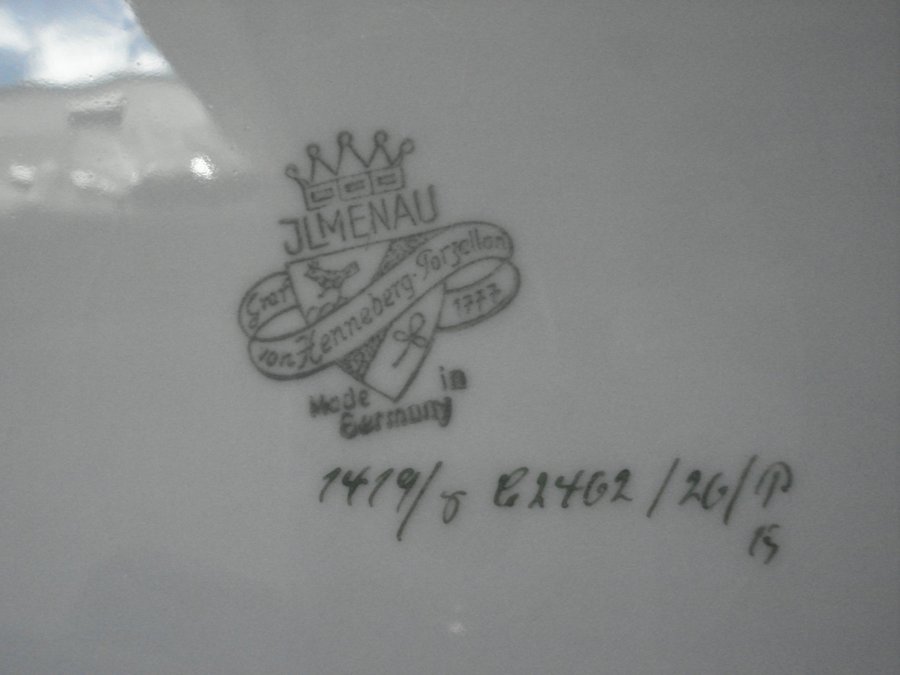 JLMENAU
Graf
von Henneberg-Porzellan
1777
Made in
Germany
1419/8 C2462 /26/P